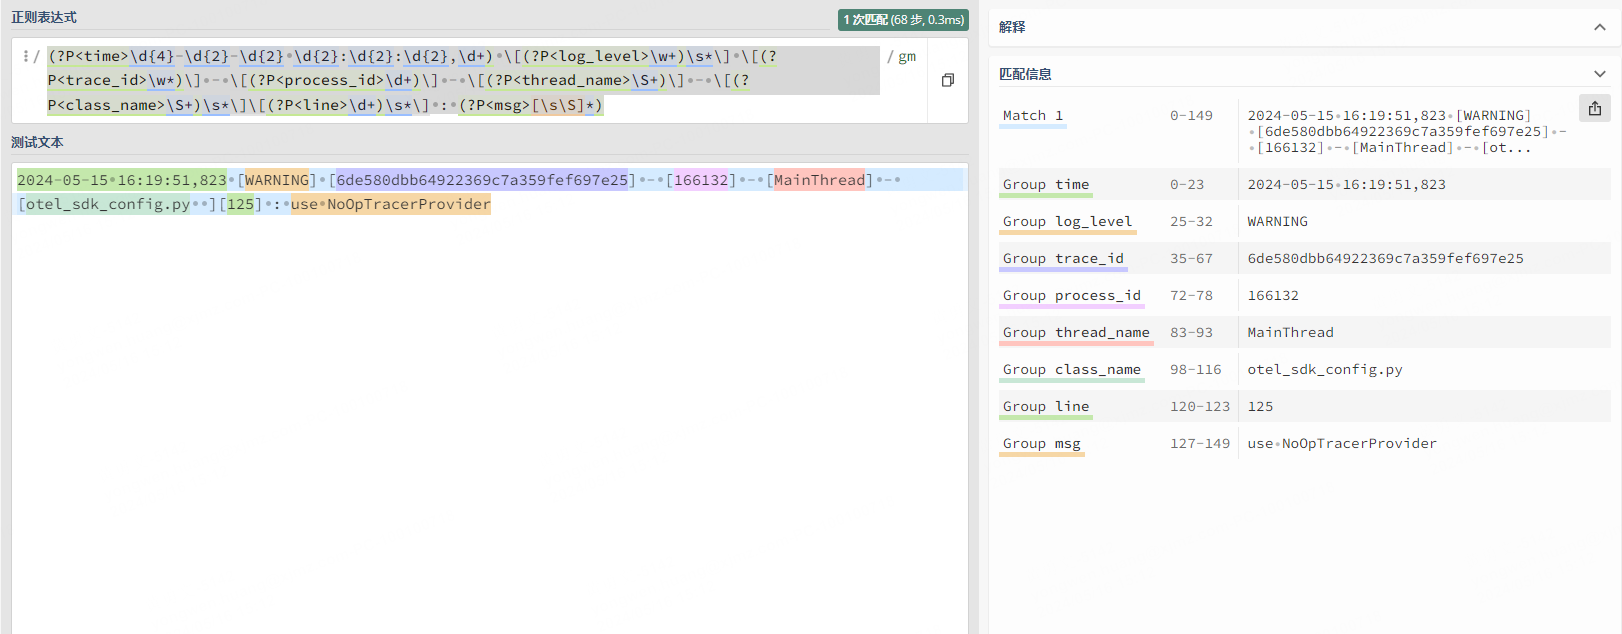 正则表达式
1 次匹配 (68 步, 0.3ms)
/ (?P<time>\d{4}-\d{2}-\d{2}·\d{2}:\d{2}:\d{2},\d+)·\[(?P<log_level>\w+)\s*\]·\[(? / gm
P<trace_id>\w*)\]·-·\[(?P<process_id>\d+)\]·-·\[(?P<thread_name>\S+)\]·-·\[(?
P<class_name>\S+)\s*\]\[(?P<line>\d+)\s*\]·:·(?P<msg>[\s\S]*)
测试文本
2024-05-15·16:19:51,823·[WARNING]·[6de580dbb64922369c7a359fef697e25]·-·[166132]·-·[MainThread]·-·
[otel_sdk_config.py··][125]·:·use·NoOpTracerProvider
解释
匹配信息
Match 1 0-149 2024-05-15·16:19:51,823·[WARNING]
·[6de580dbb64922369c7a359fef697e25]·-
·[166132]·-·[MainThread]·-·[ot...
Group time 0-23 2024-05-15·16:19:51,823
Group log_level 25-32 WARNING
Group trace_id 35-67 6de580dbb64922369c7a359fef697e25
Group process_id 72-78 166132
Group thread_name 83-93 MainThread
Group class_name 98-116 otel_sdk_config.py
Group line 120-123 125
Group msg 127-149 use·NoOpTracerProvider